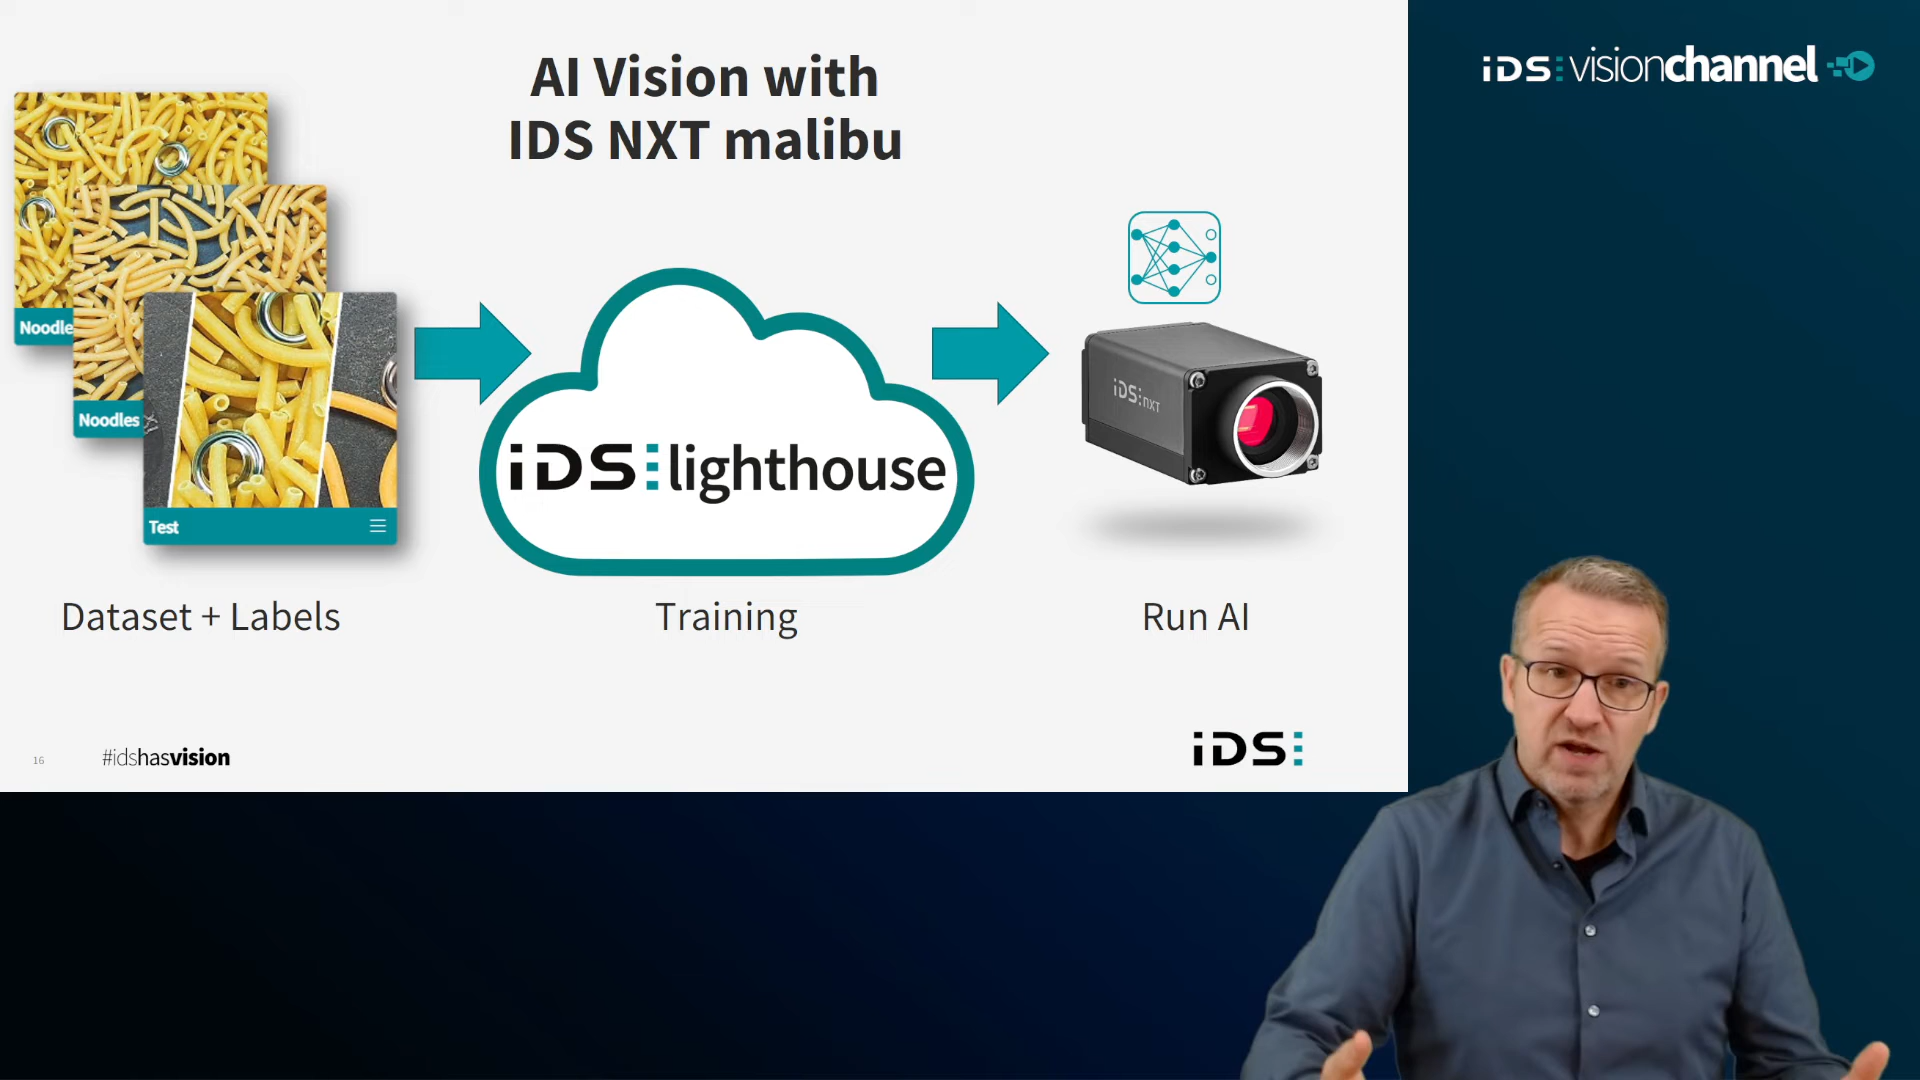 AI Vision with
IDS NXT malibu
iDS visionchannel
Noodle
Noodles
Test
iDS lighthouse
iDS:nxt
Dataset + Labels
Training
Run AI
16
#idshasvision
iDS